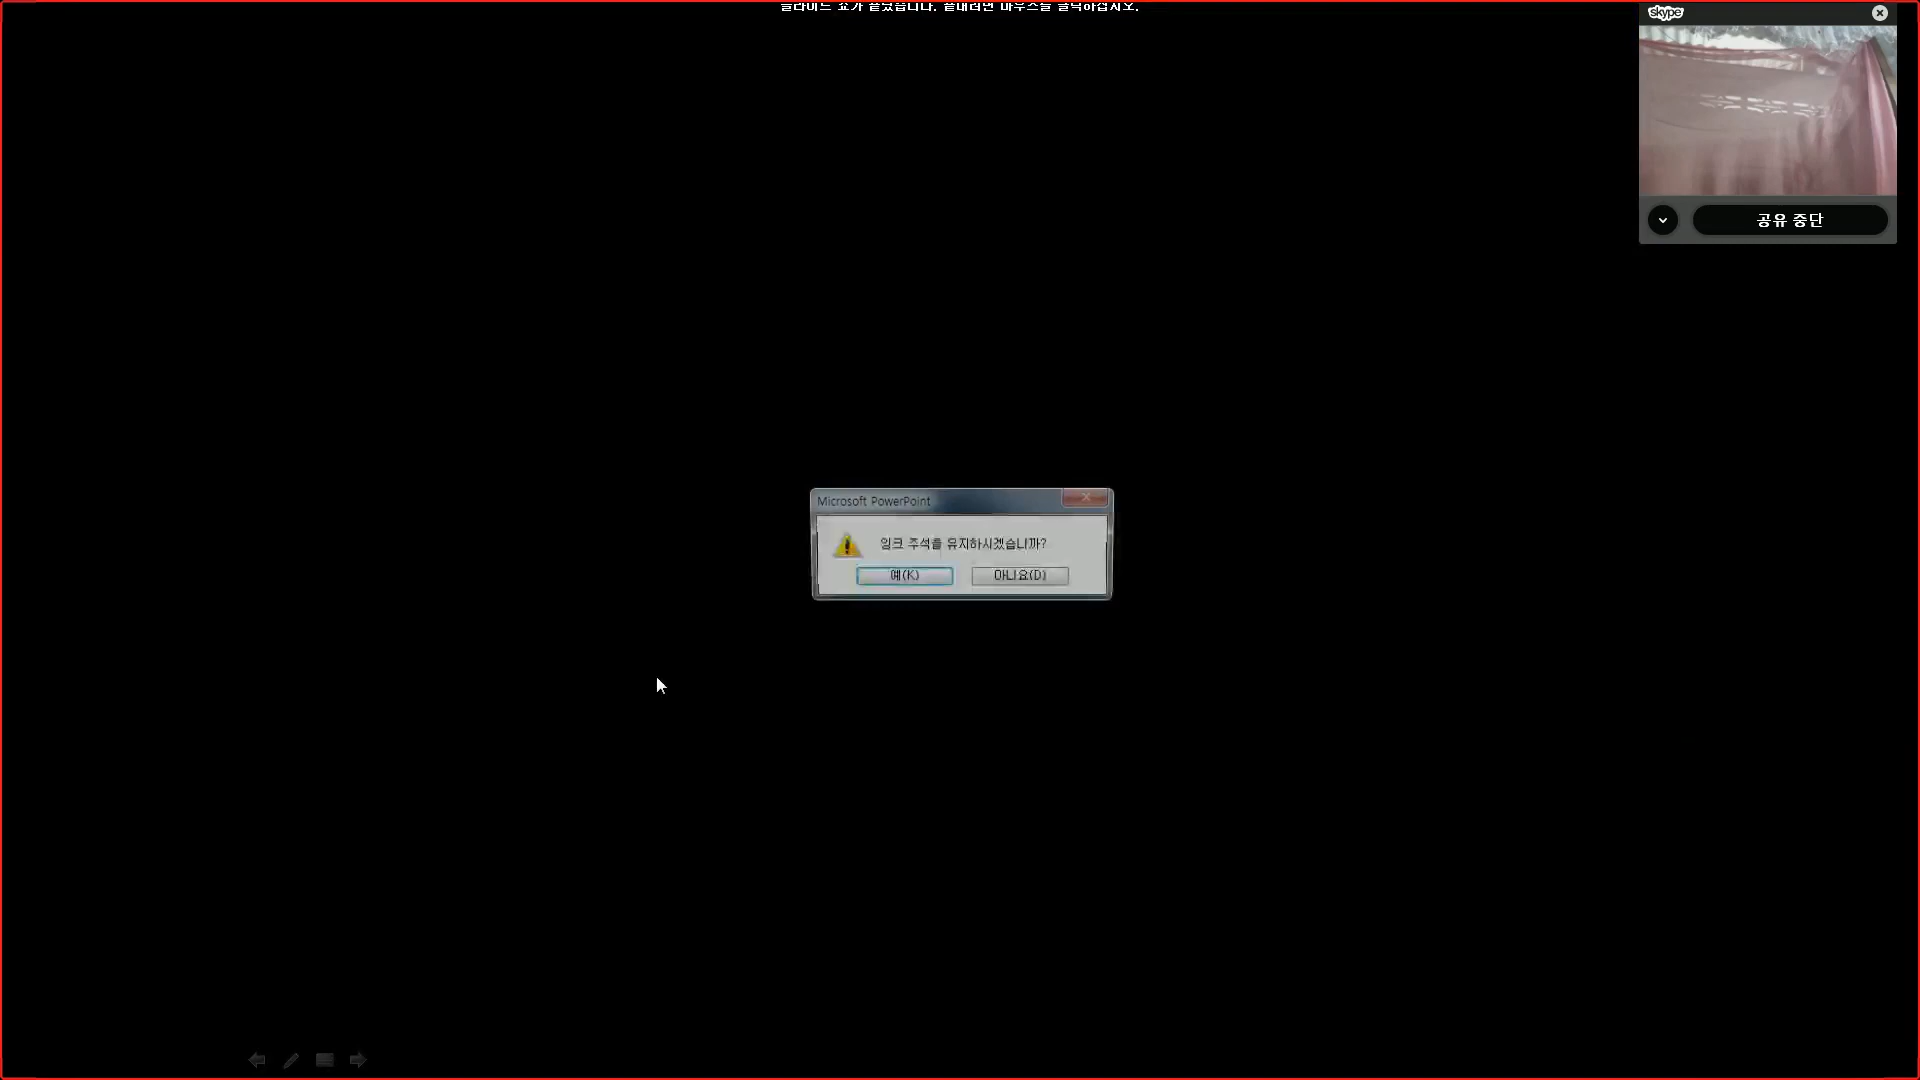 슬라이드 쇼가 끝났습니다. 끝내려면 마우스를 클릭하십시오.
skype
공유 중단
Microsoft PowerPoint
잉크 주석을 유지하시겠습니까?
예(K)
아니요(D)